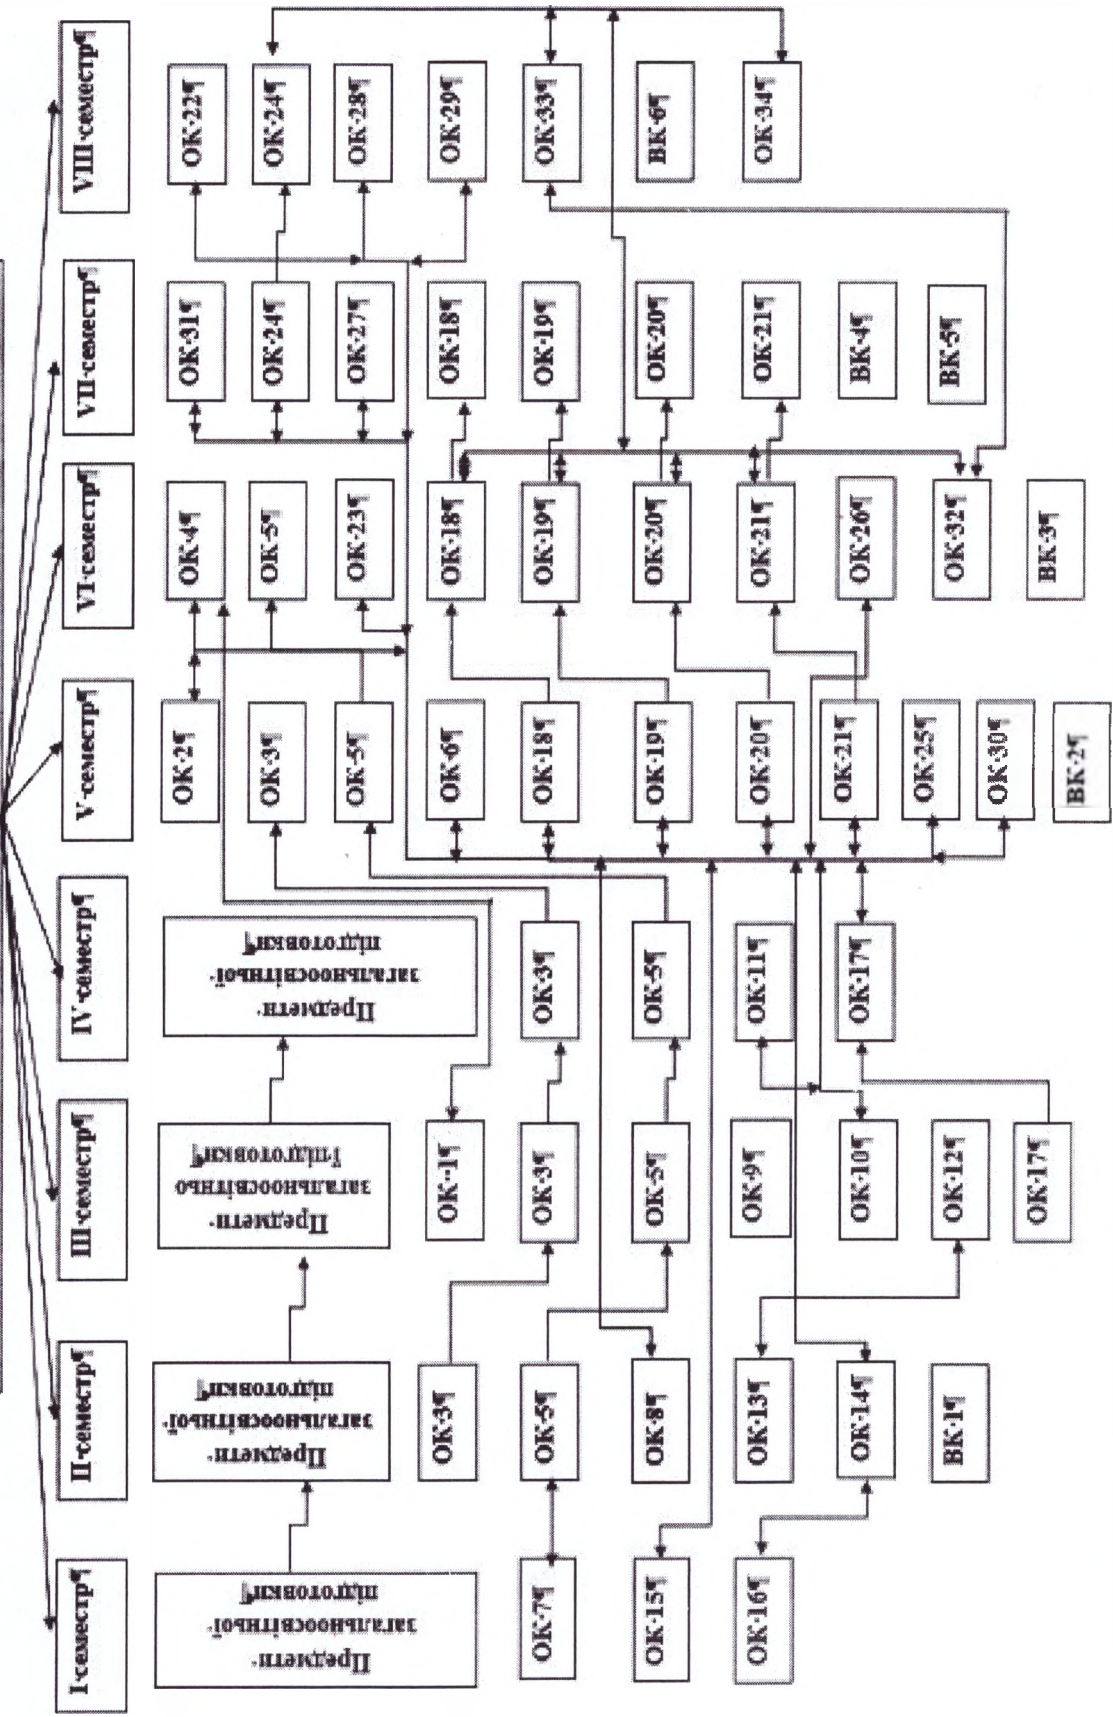 I·семестр¶
II·семестр¶
III·семестр¶
IV·семестр¶
V·семестр¶
VI·семестр¶
VII·семестр¶
VIII·семестр¶
Предмети·
загальноосвітньої·
підготовки¶
ОК·7¶
ОК·15¶
ОК·16¶
Предмети·
загальноосвітньої·
підготовки¶
ОК·3¶
ОК·5¶
ОК·8¶
ОК·13¶
ОК·14¶
ВК·1¶
Предмети·
загальноосвітньо
ї·підготовки¶
ОК··1¶
ОК·3¶
ОК·5¶
ОК·9¶
ОК·10¶
ОК·12¶
ОК·17¶
Предмети·
загальноосвітньої·
підготовки¶
ОК·3¶
ОК·5¶
ОК·11¶
ОК·17¶
ОК·2¶
ОК·3¶
ОК·5¶
ОК·6¶
ОК·18¶
ОК·19¶
ОК·20¶
ОК·21¶
ОК·25¶
ОК·30¶
ВК·2¶
ОК·4¶
ОК·5¶
ОК·23¶
ОК·18¶
ОК·19¶
ОК·20¶
ОК·21¶
ОК·26¶
ОК·32¶
ВК·3¶
ОК·31¶
ОК·24¶
ОК·27¶
ОК·18¶
ОК·19¶
ОК·20¶
ОК·21¶
ВК·4¶
ВК·5¶
ОК·22¶
ОК·24¶
ОК·28¶
ОК·29¶
ОК·33¶
ВК·6¶
ОК·34¶